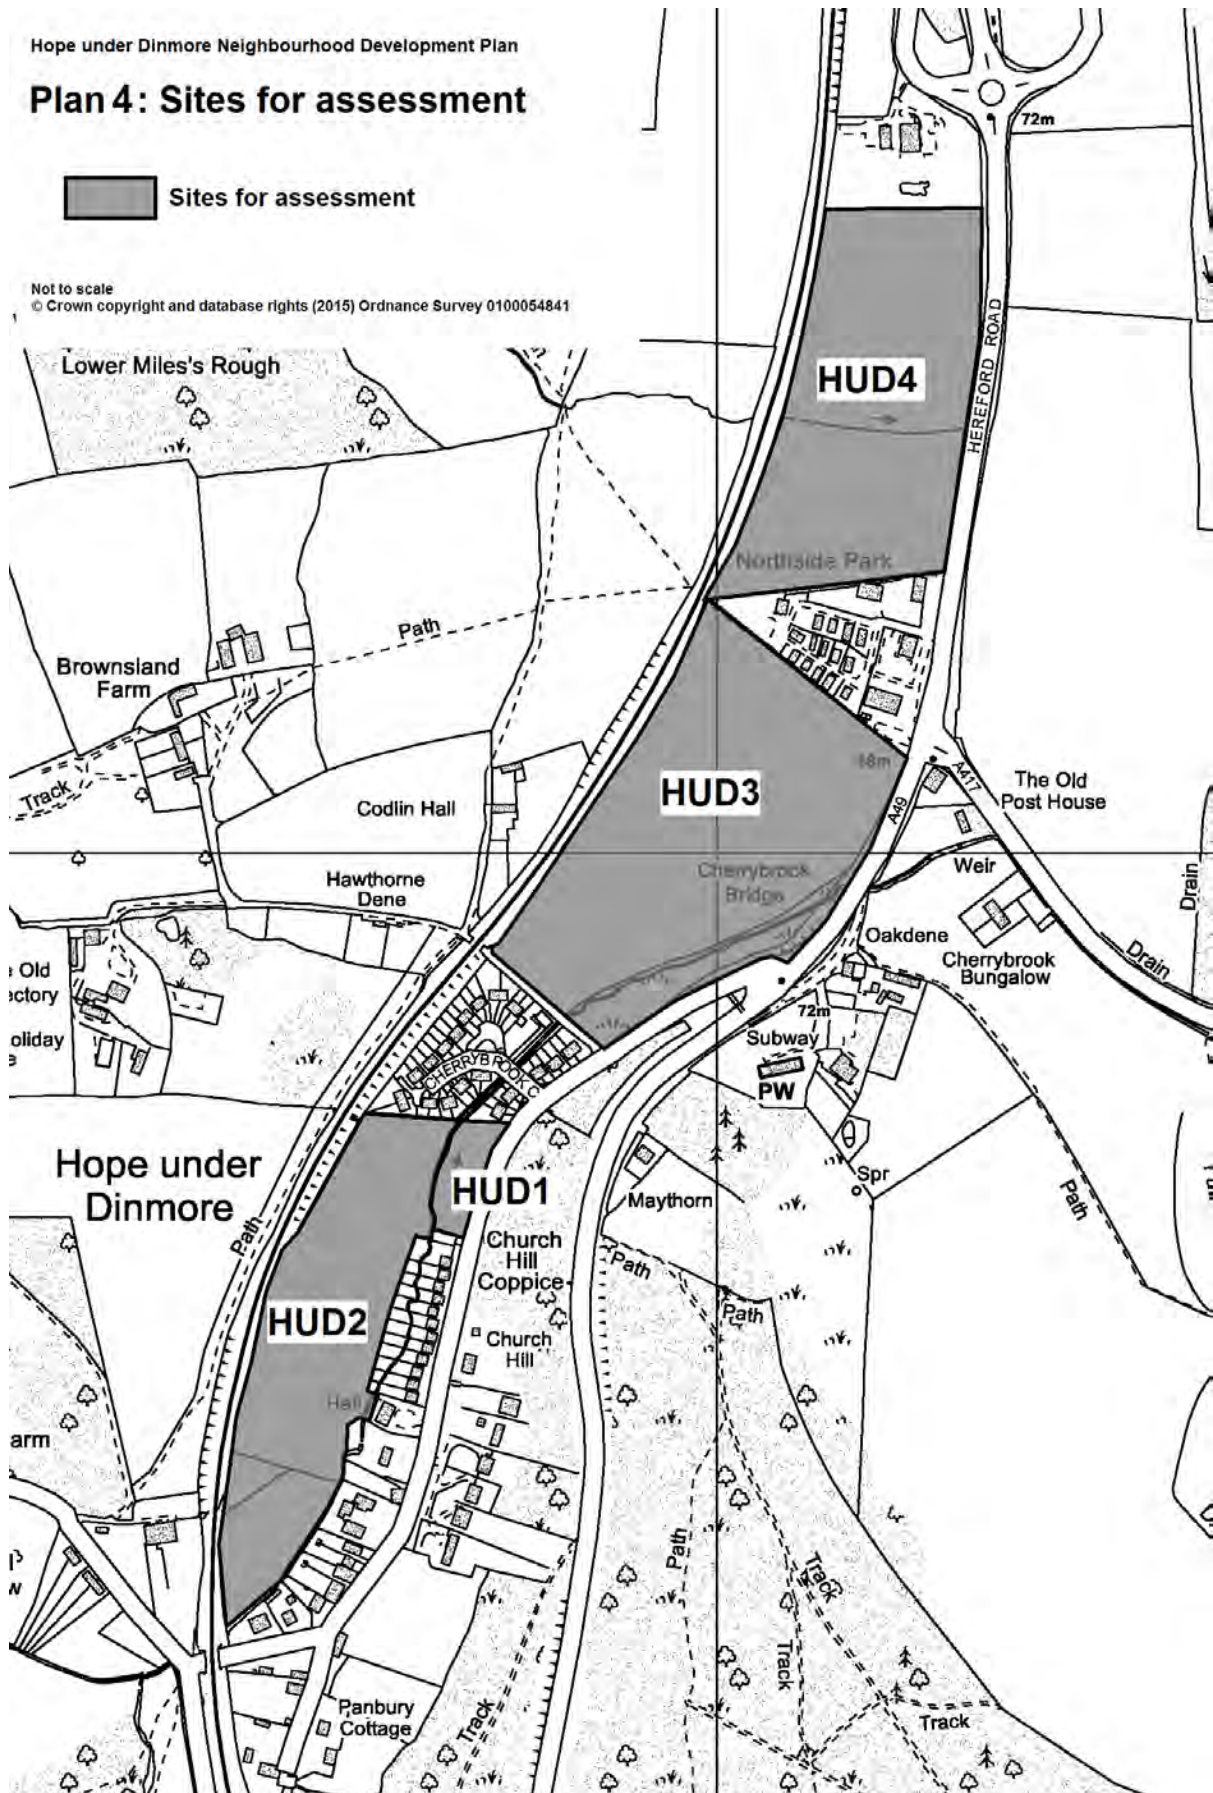 Hope under Dinmore Neighbourhood Development Plan
Plan 4: Sites for assessment
Sites for assessment
Not to scale
© Crown copyright and database rights (2015) Ordnance Survey 0100054841
72m
Lower Miles's Rough
HUD4
HEREFORD ROAD
Northside Park
Path
Brownsland
Farm
Track
Codlin Hall
HUD3
68m
A417
A49
The Old
Post House
Cherrybrook
Bridge
Weir
Drain
Hawthorne
Dene
Oakdene
Cherrybrook
Bungalow
Drain
e Old
ectory
oliday
e
72m
Subway
PW
CHERRYBROOK C
Hope under
Dinmore
HUD1
Spr
Maythorn
Path
Path
Church
Hill
Coppice
Path
Path
HUD2
Church
Hill
Hall
arm
Path
Track
Track
Track
Panbury
Cottage
Track